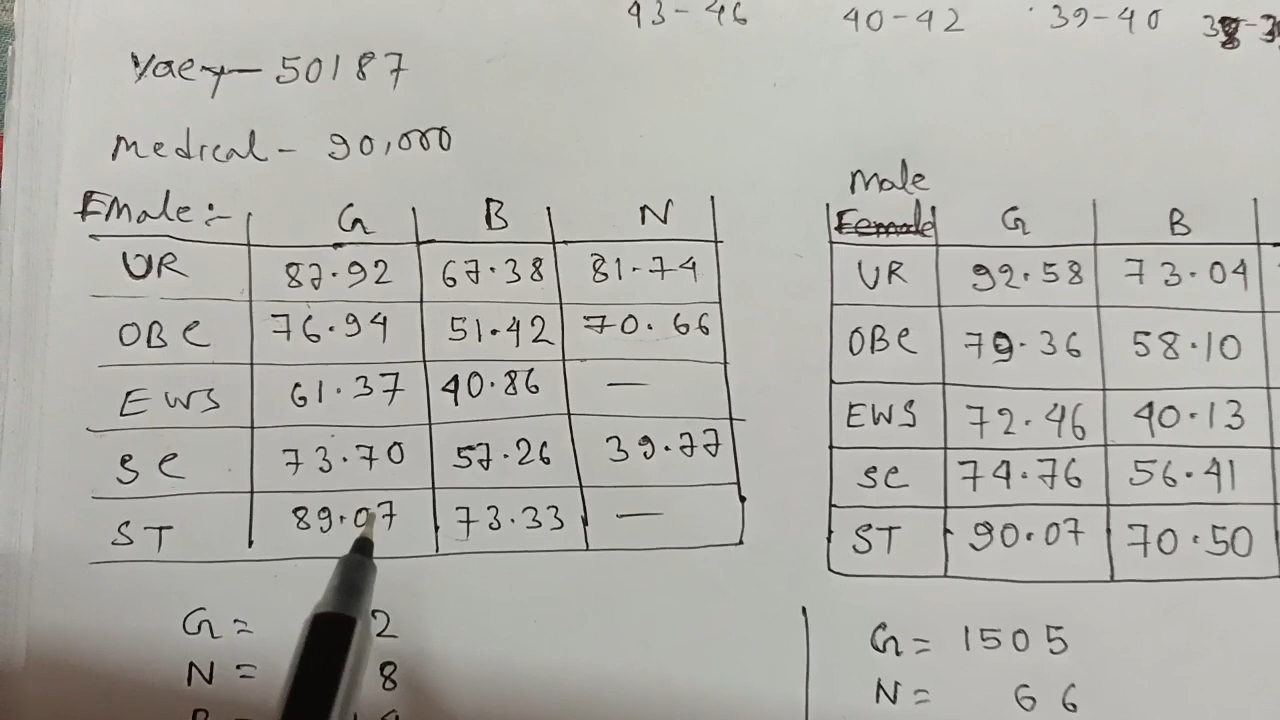 43-46 40-42 39-40
Vacey- 50187
Medical - 90,000
Female :- G B N
UR 87.92 67.38 81.74
OBC 76.94 51.42 70.66
EWS 61.37 40.86 —
SC 73.70 57.26 39.77
ST 89.07 73.33 —
G = 2
N = 8
Male
Female G B
UR 92.58 73.04
OBC 79.36 58.10
EWS 72.46 40.13
SC 74.76 56.41
ST 90.07 70.50
G = 1505
N = 66